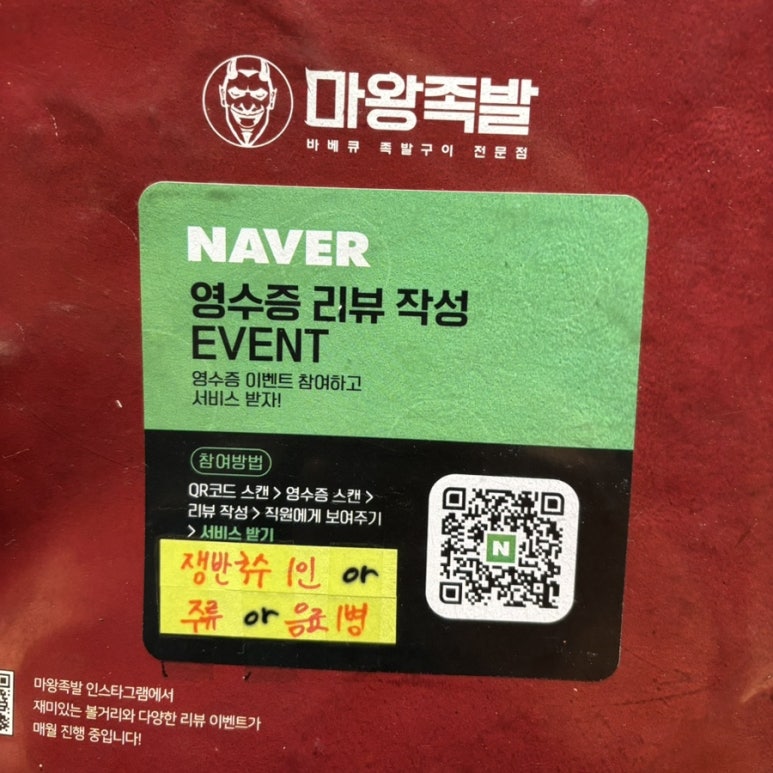 마왕족발
바베큐 족발구이 전문점
NAVER
영수증 리뷰 작성
EVENT
영수증 이벤트 참여하고
서비스 받자!
참여방법
QR코드 스캔 > 영수증 스캔 >
리뷰 작성 > 직원에게 보여주기
> 서비스 받기
쟁반국수 1인 or
주류 or 음료 1병
N
마왕족발 인스타그램에서
재미있는 볼거리와 다양한 리뷰 이벤트가
매월 진행 중입니다!